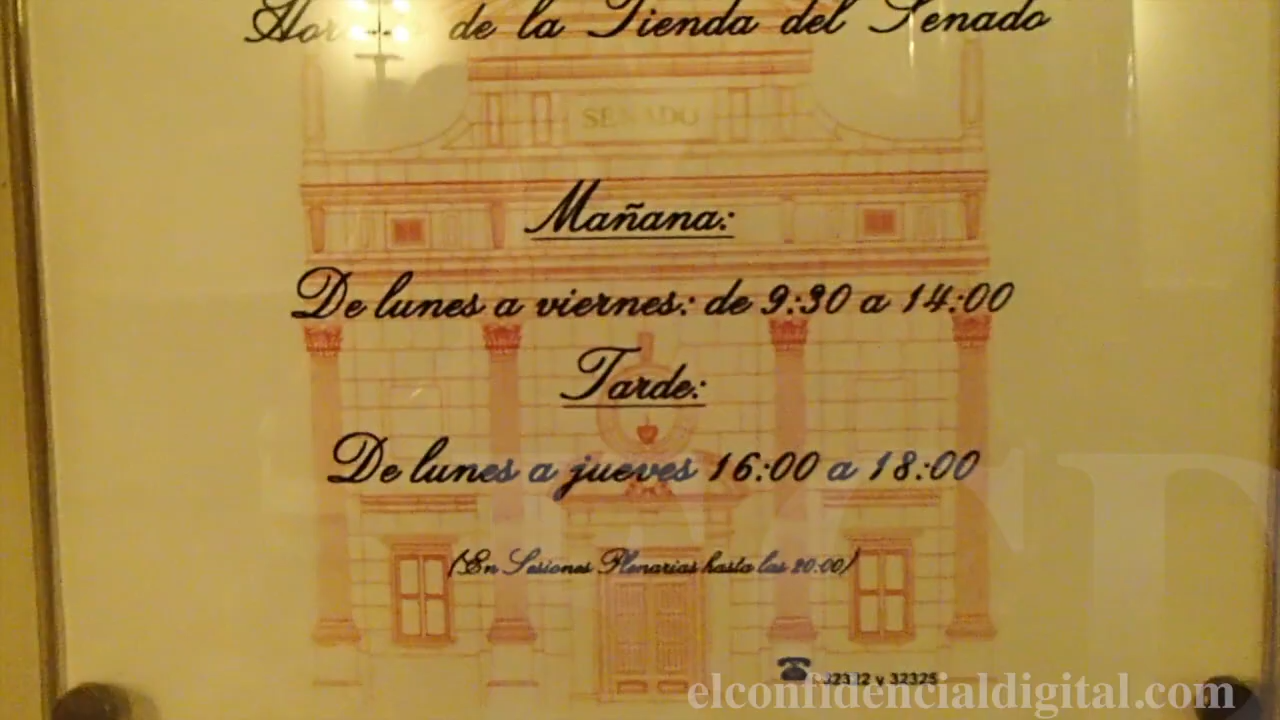 de la Tienda del Senado
SENADO
Mañana:
De lunes a viernes: de 9:30 a 14:00
Tarde:
De lunes a jueves 16:00 a 18:00
(En Sesiones Plenarias hasta las 20:00)
y 32325
elconfidencialdigital.com